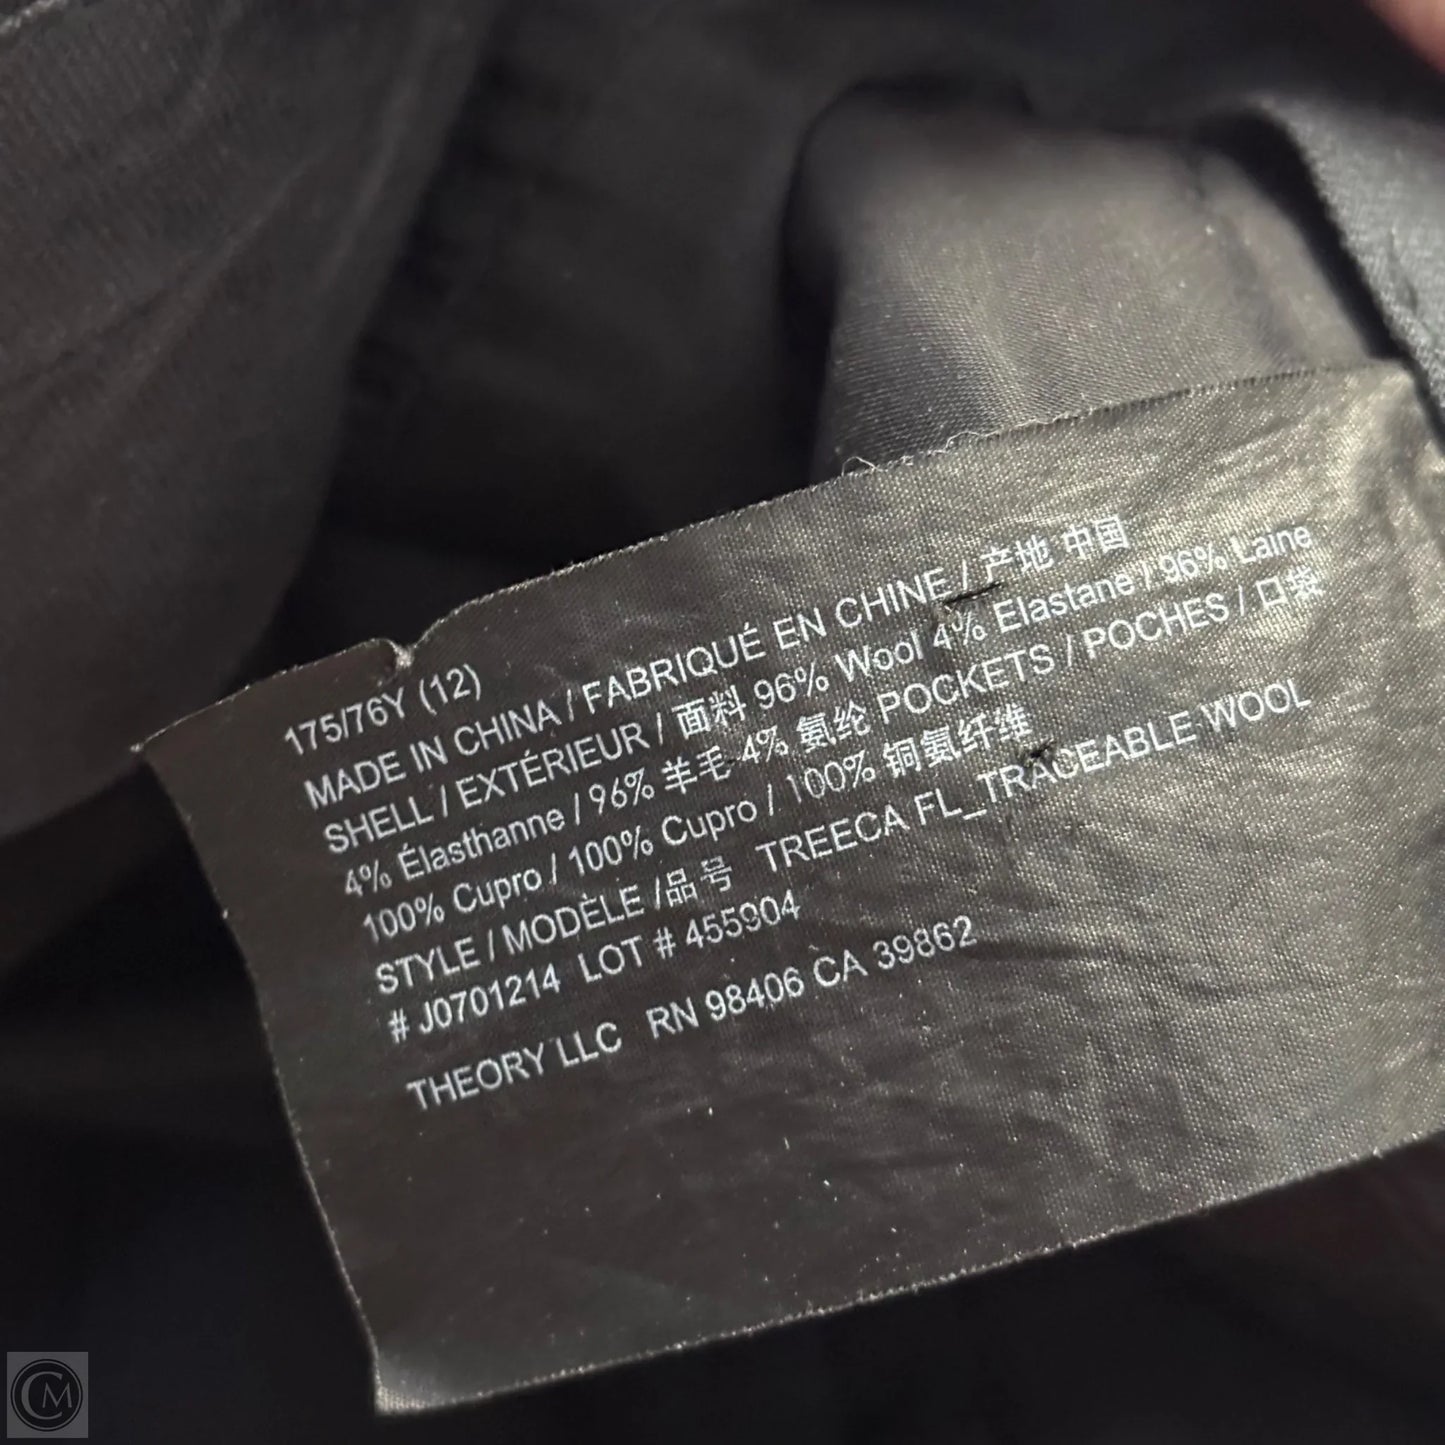 175/76Y (12)
MADE IN CHINA / FABRIQUÉ EN CHINE / 产地 中国
SHELL / EXTÉRIEUR / 面料 96% Wool 4% Elastane / 96% Laine
4% Élasthanne / 96% 羊毛 4% 氨纶 POCKETS / POCHES / 口袋
100% Cupro / 100% Cupro / 100% 铜氨纤维
STYLE / MODÈLE /品号 TREECA FL_TRACEABLE WOOL
# J0701214 LOT # 455904
THEORY LLC RN 98406 CA 39862
CM